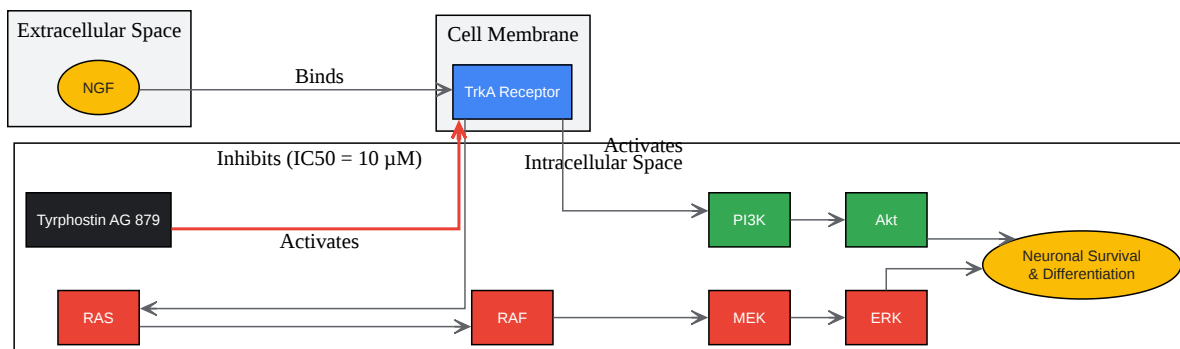 Extracellular Space
Cell Membrane
NGF
Binds
TrkA Receptor
Activates
Inhibits (IC50 = 10 µM)
Intracellular Space
Tyrphostin AG 879
Activates
PI3K
Akt
Neuronal Survival
& Differentiation
RAS
RAF
MEK
ERK